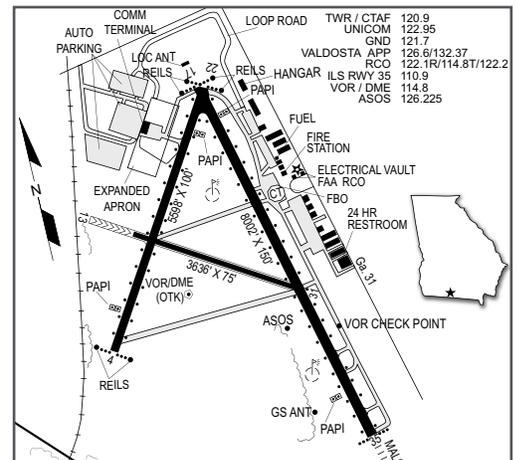 COMM
TERMINAL
AUTO
PARKING
LOC ANT
REILS
17
22
LOOP ROAD
REILS
HANGAR
PAPI
TWR / CTAF 120.9
UNICOM 122.95
GND 121.7
VALDOSTA APP 126.6/132.37
RCO 122.1R/114.8T/122.2
ILS RWY 35 110.9
VOR / DME 114.8
ASOS 126.225
FUEL
FIRE
STATION
ELECTRICAL VAULT
FAA RCO
FBO
24 HR
RESTROOM
Ga. 31
PAPI
EXPANDED
APRON
CT
N
5598' X 100'
8002' X 150'
3636' X 75'
13
31
VOR/DME
(OTK)
PAPI
ASOS
VOR CHECK POINT
4
REILS
GS ANT
PAPI
35